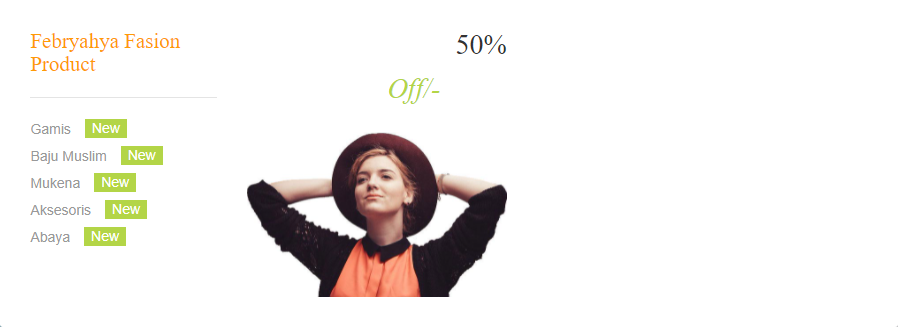 Febryahya Fasion
Product
Gamis New
Baju Muslim New
Mukena New
Aksesoris New
Abaya New
50%
Off/-